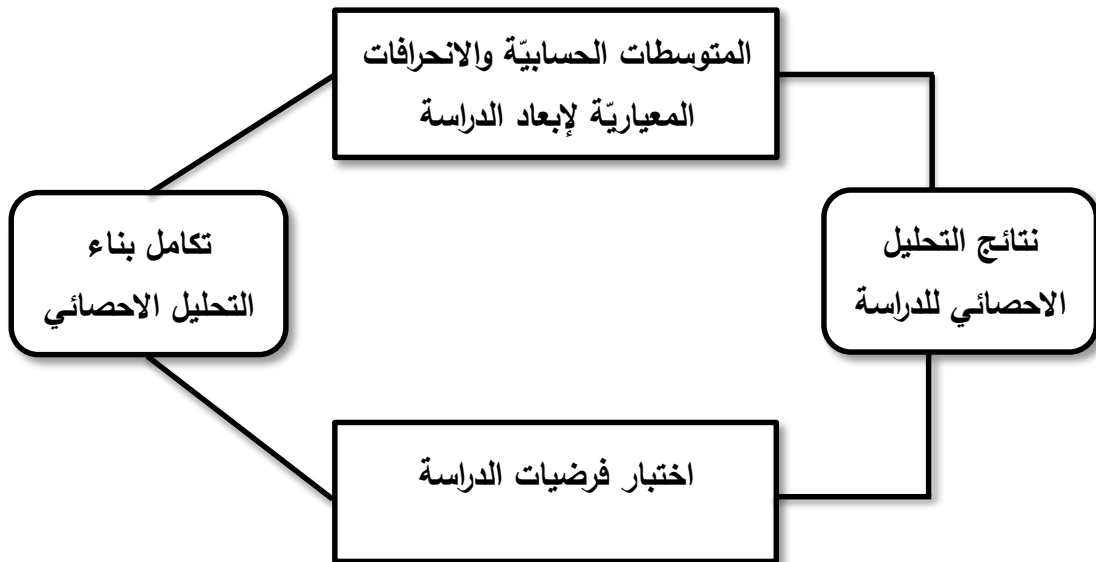 المتوسطات الحسابيّة والانحرافات
المعياريّة لإبعاد الدراسة
نتائج التحليل
الاحصائي للدراسة
تكامل بناء
التحليل الاحصائي
اختبار فرضيات الدراسة